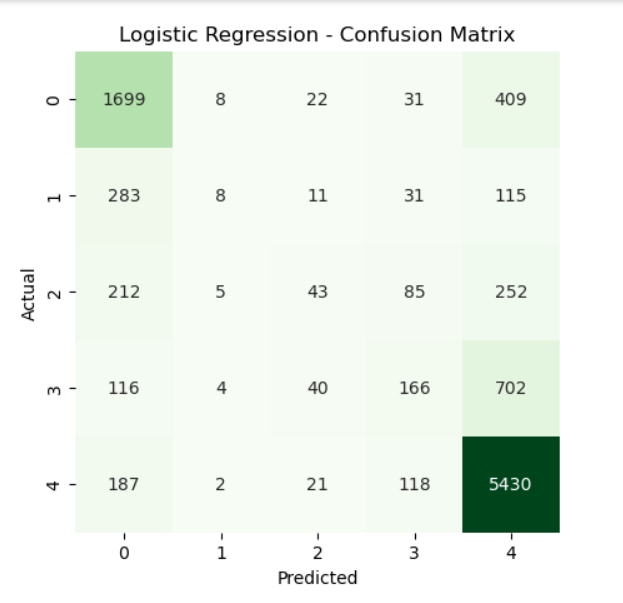 Logistic Regression - Confusion Matrix
0 1699 8 22 31 409
1 283 8 11 31 115
2 212 5 43 85 252
3 116 4 40 166 702
4 187 2 21 118 5430
Actual
0 1 2 3 4
Predicted